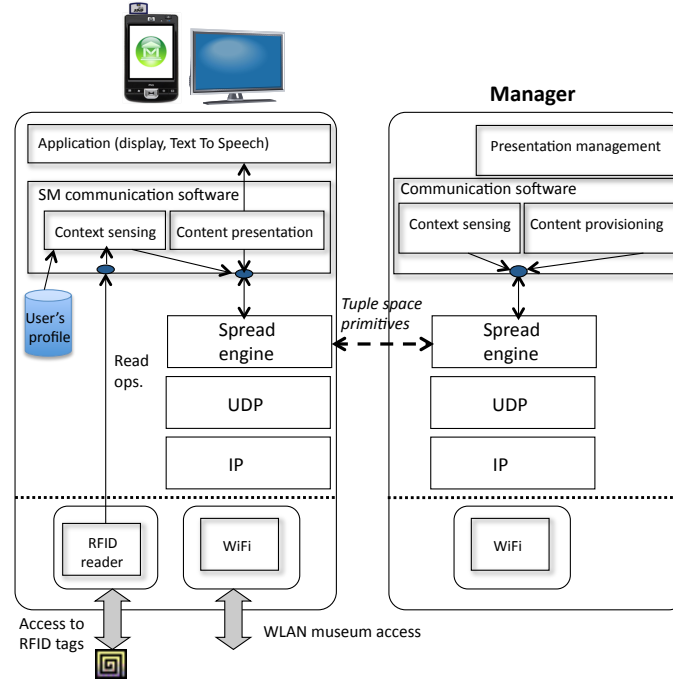 Manager
Application (display, Text To Speech)
SM communication software
Context sensing
Content presentation
User's
profile
Read
ops.
Spread
engine
UDP
IP
RFID
reader
WiFi
Access to
RFID tags
WLAN museum access
Tuple space
primitives
Presentation management
Communication software
Context sensing
Content provisioning
Spread
engine
UDP
IP
WiFi